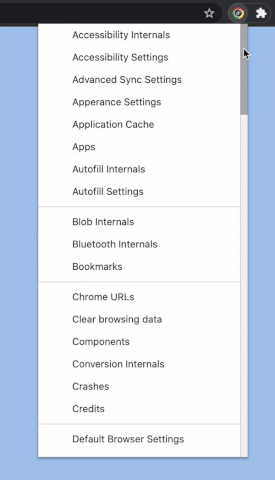 Accessibility Internals
Accessibility Settings
Advanced Sync Settings
Apperance Settings
Application Cache
Apps
Autofill Internals
Autofill Settings
Blob Internals
Bluetooth Internals
Bookmarks
Chrome URLs
Clear browsing data
Components
Conversion Internals
Crashes
Credits
Default Browser Settings